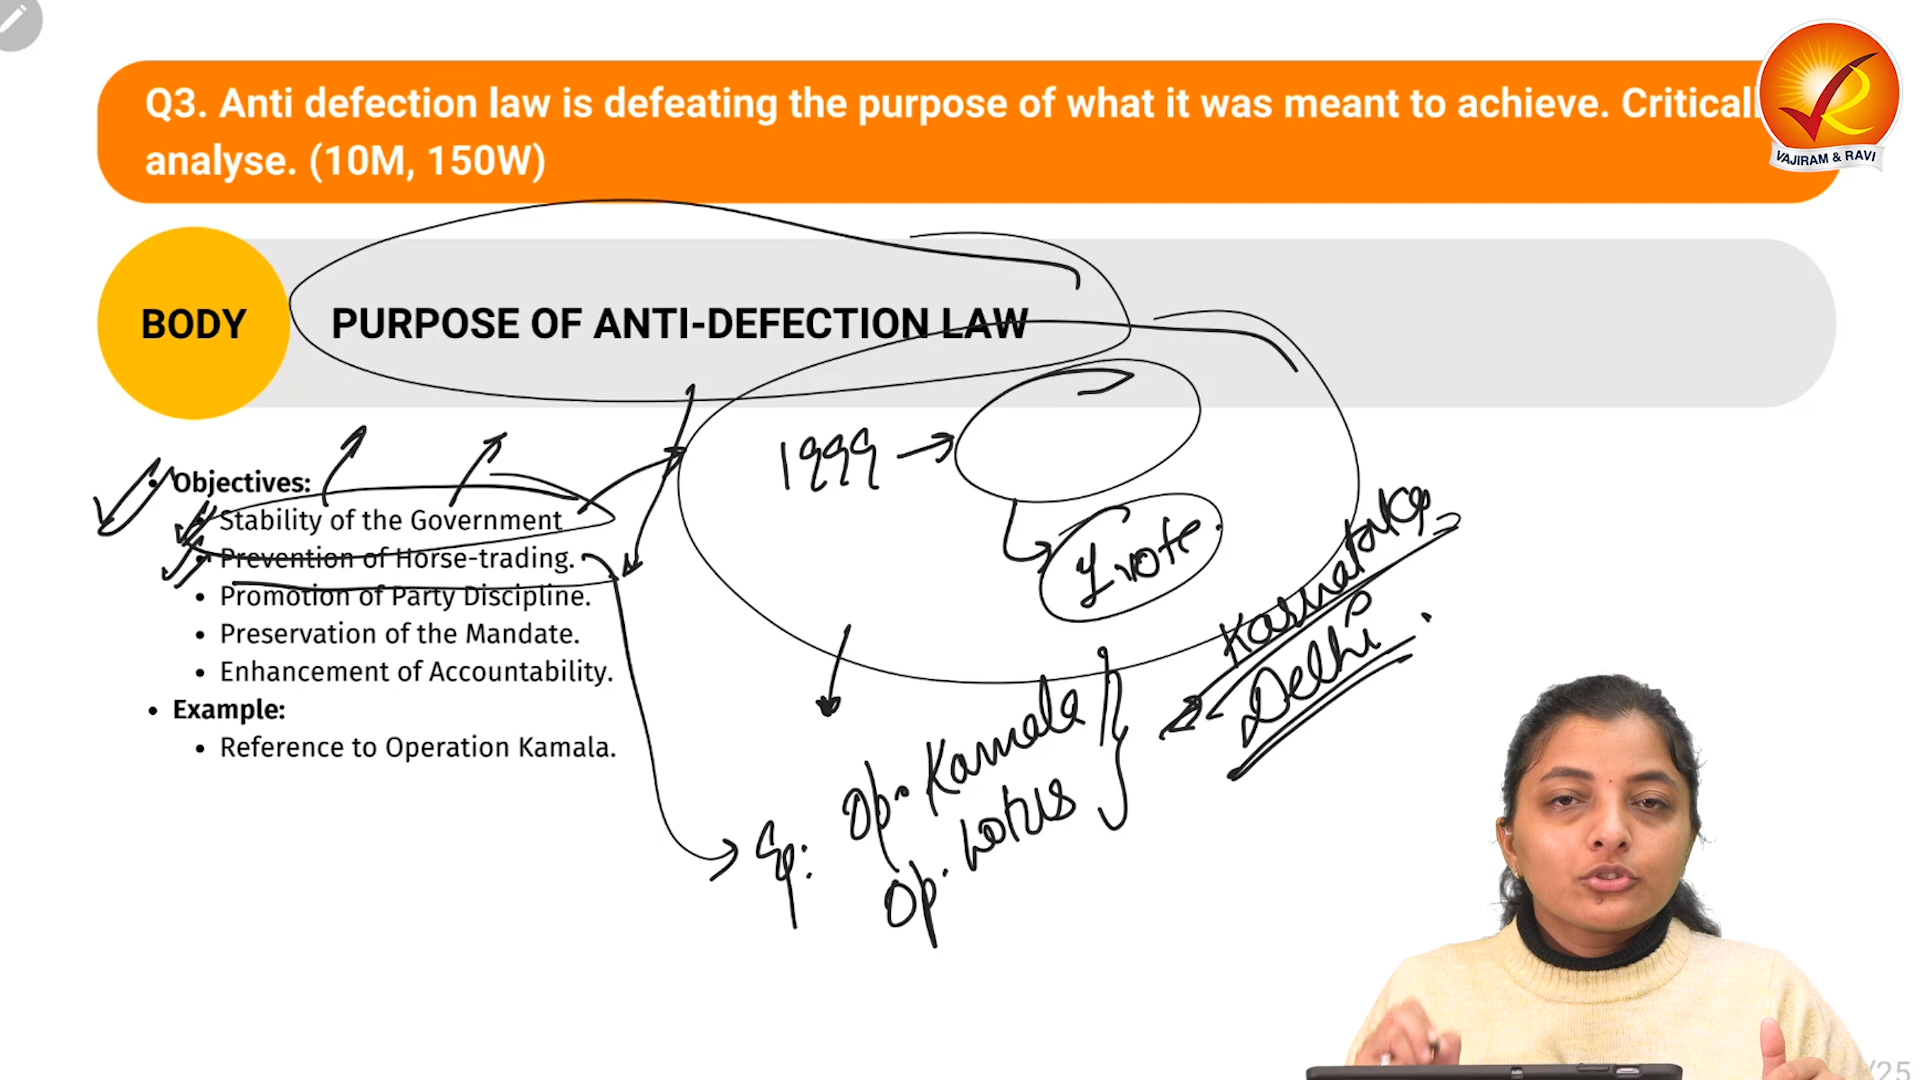 Q3. Anti defection law is defeating the purpose of what it was meant to achieve. Criticall
analyse. (10M, 150W)
VAJIRAM & RAVI
BODY
PURPOSE OF ANTI-DEFECTION LAW
• Objectives:
• Stability of the Government
• Prevention of Horse-trading.
• Promotion of Party Discipline.
• Preservation of the Mandate.
• Enhancement of Accountability.
• Example:
• Reference to Operation Kamala.
1999 →
1 vote.
Karnataka
Delhi
Eg: Op. Kamala
Op. Lotus
/25